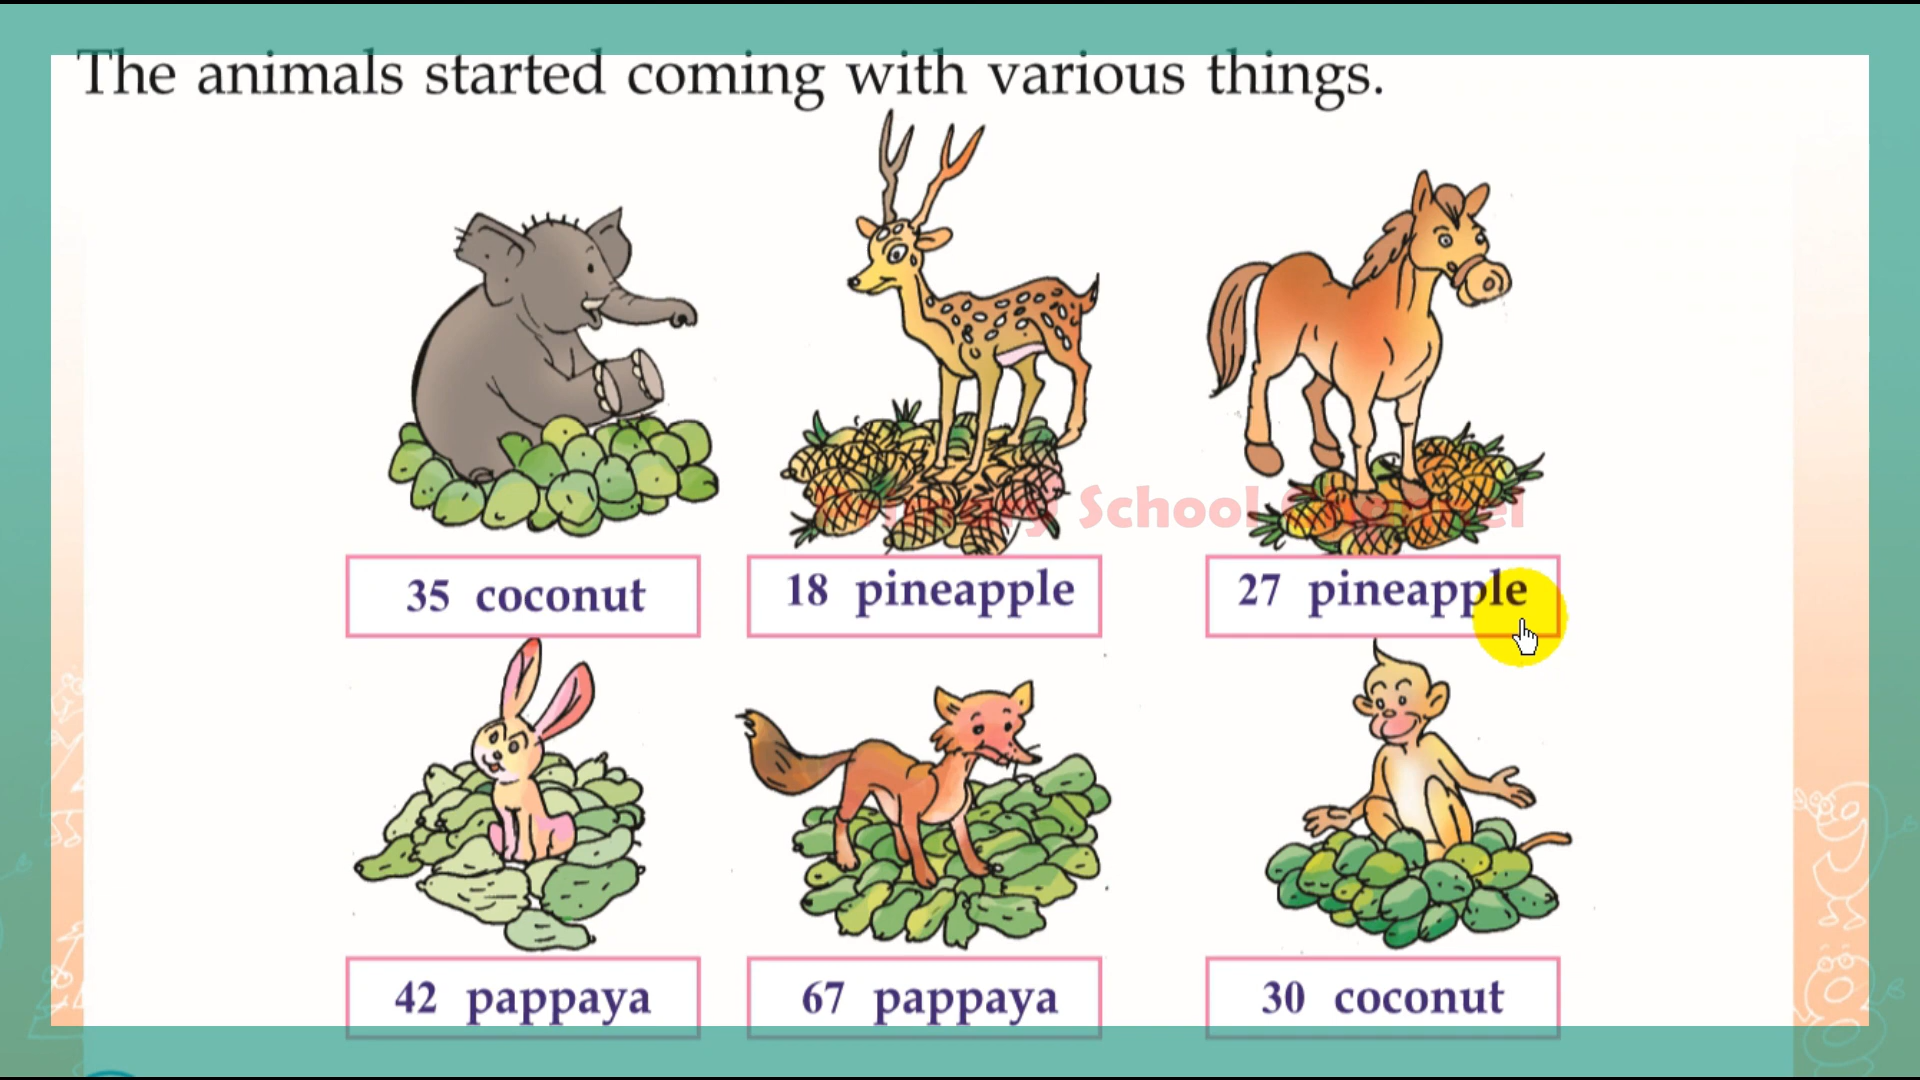 The animals started coming with various things.
School
35 coconut
18 pineapple
27 pineapple
42 pappaya
67 pappaya
30 coconut